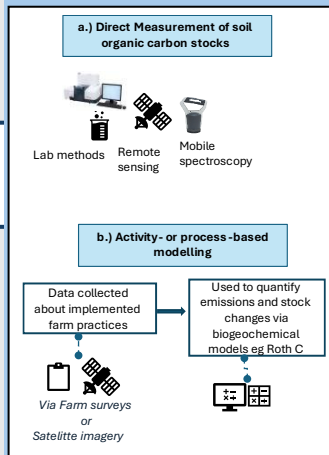 a.) Direct Measurement of soil
organic carbon stocks
Lab methods
Remote
sensing
Mobile
spectroscopy
b.) Activity- or process-based
modelling
Data collected
about implemented
farm practices
Used to quantify
emissions and stock
changes via
biogeochemical
models eg Roth C
Via Farm surveys
or
Satelitte imagery